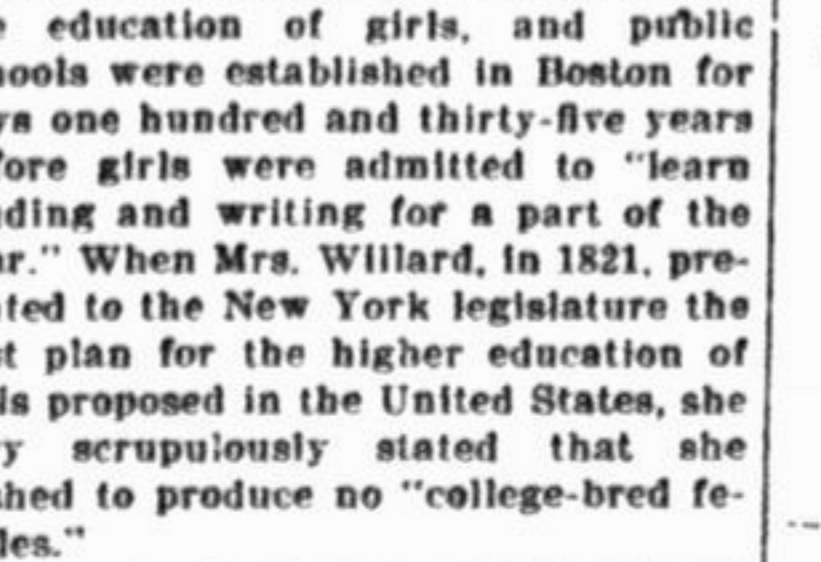 e education of girls, and public
hools were established in Boston for
ys one hundred and thirty-five years
fore girls were admitted to "learn
ding and writing for a part of the
ar." When Mrs. Willard, in 1821, pre-
ted to the New York legislature the
t plan for the higher education of
ls proposed in the United States, she
y scrupulously stated that she
shed to produce no "college-bred fe-
les."